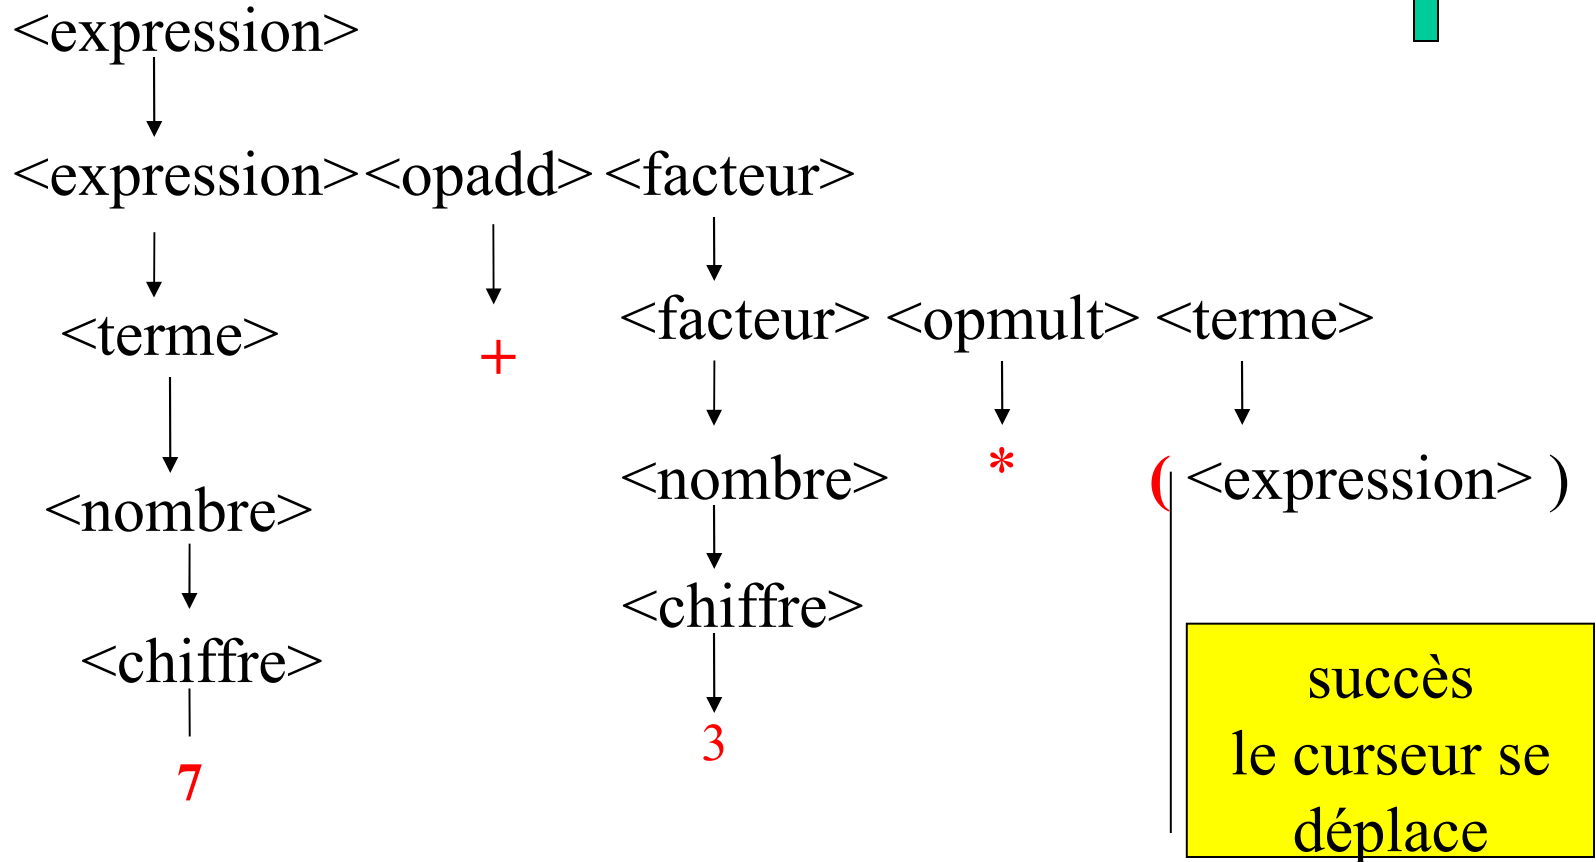 <expression>
<expression> <opadd> <facteur>
<terme> + <facteur> <opmult> <terme>
<nombre> <nombre> * ( <expression> )
<chiffre> <chiffre>
7 3
succès
le curseur se
déplace